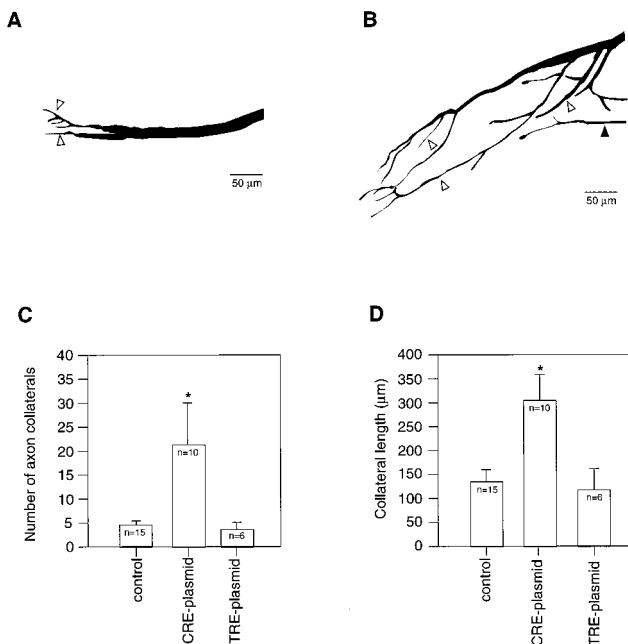 A
50 µm
B
50 µm
C
Number of axon collaterals
40
35
30
25
20
15
10
5
0
*
n=15
n=10
n=6
control
CRE-plasmid
TRE-plasmid
D
Collateral length (µm)
400
350
300
250
200
150
100
50
0
*
n=15
n=10
n=6
control
CRE-plasmid
TRE-plasmid